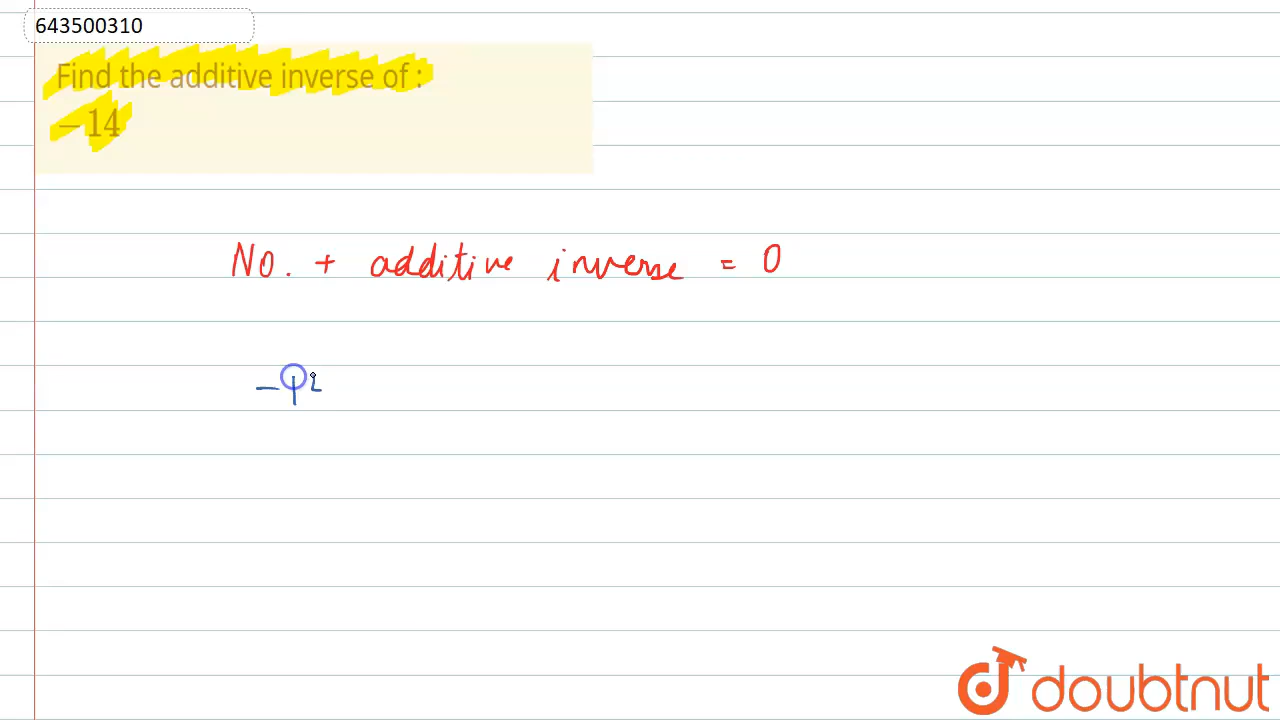 643500310
Find the additive inverse of :
−14
No. + additive inverse = 0
doubtnut